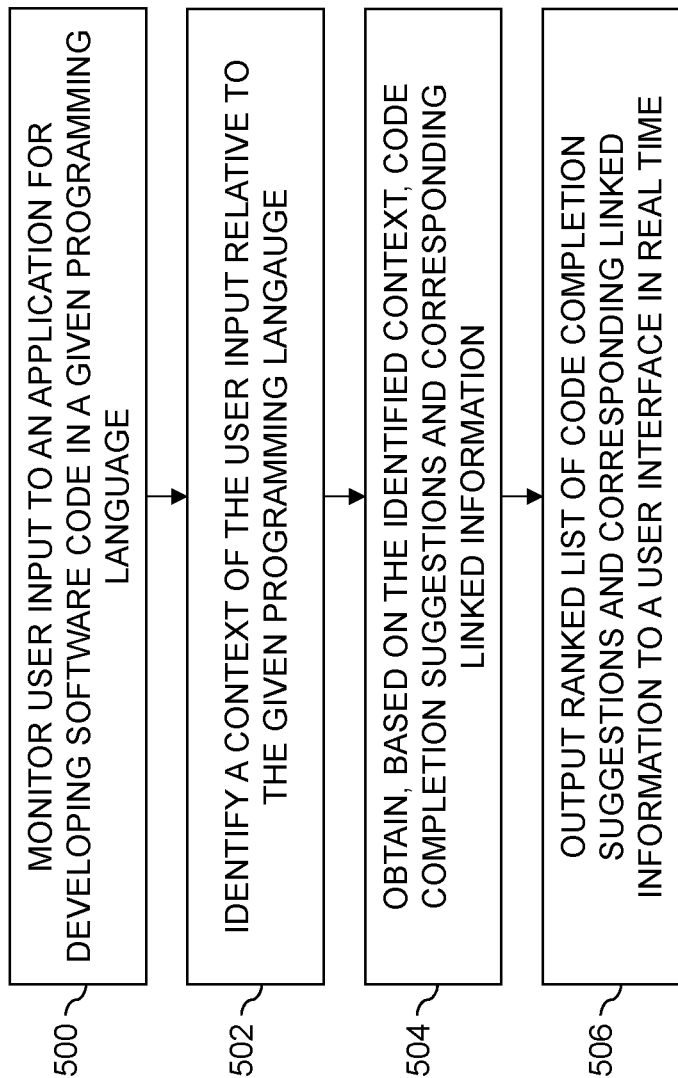 500
MONITOR USER INPUT TO AN APPLICATION FOR
DEVELOPING SOFTWARE CODE IN A GIVEN PROGRAMMING
LANGUAGE
502
IDENTIFY A CONTEXT OF THE USER INPUT RELATIVE TO
THE GIVEN PROGRAMMING LANGAUGE
504
OBTAIN, BASED ON THE IDENTIFIED CONTEXT, CODE
COMPLETION SUGGESTIONS AND CORRESPONDING
LINKED INFORMATION
506
OUTPUT RANKED LIST OF CODE COMPLETION
SUGGESTIONS AND CORRESPONDING LINKED
INFORMATION TO A USER INTERFACE IN REAL TIME